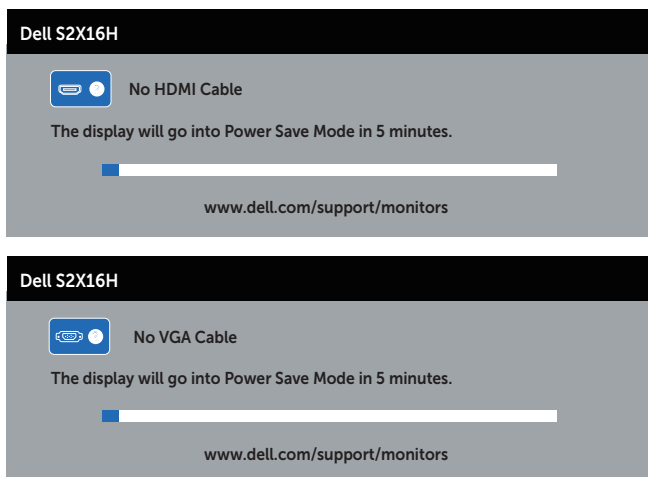 Dell S2X16H
No HDMI Cable
The display will go into Power Save Mode in 5 minutes.
www.dell.com/support/monitors
Dell S2X16H
No VGA Cable
The display will go into Power Save Mode in 5 minutes.
www.dell.com/support/monitors